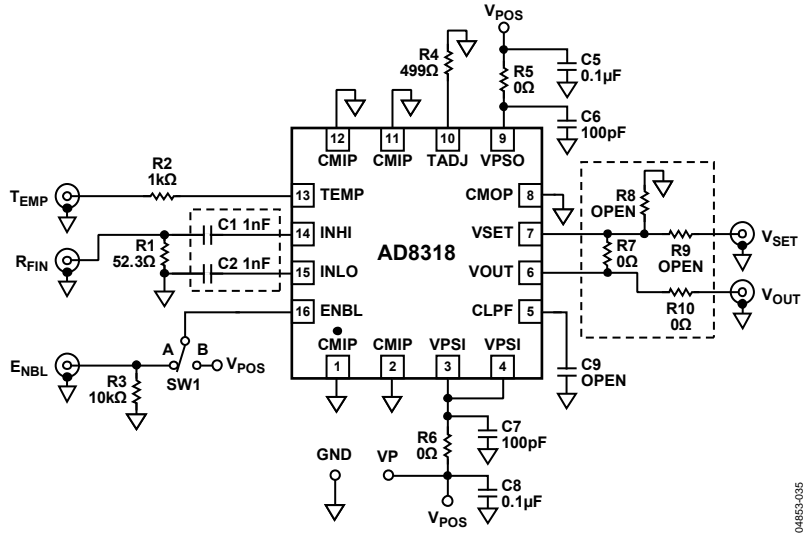 VPOS
R4
499Ω
R5
0Ω
C5
0.1µF
C6
100pF
12
11
10
9
CMIP
CMIP
TADJ
VPSO
R2
1kΩ
TEMP
13
TEMP
CMOP
8
R8
OPEN
C1 1nF
14
INHI
VSET
7
R9
OPEN
VSET
RFIN
R1
52.3Ω
AD8318
R7
0Ω
C2 1nF
15
INLO
VOUT
6
VOUT
R10
0Ω
16
ENBL
CLPF
5
ENBL
A
B
VPOS
SW1
R3
10kΩ
CMIP
CMIP
VPSI
VPSI
1
2
3
4
C9
OPEN
R6
0Ω
C7
100pF
GND
VP
C8
0.1µF
VPOS
04853-035